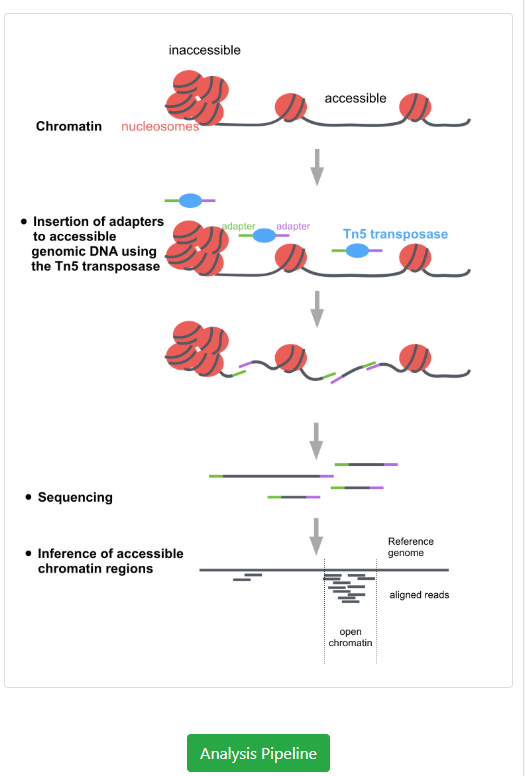 inaccessible
accessible
Chromatin nucleosomes
• Insertion of adapters
to accessible
genomic DNA using
the Tn5 transposase
adapter adapter
Tn5 transposase
• Sequencing
• Inference of accessible
chromatin regions
Reference
genome
aligned reads
open
chromatin
Analysis Pipeline